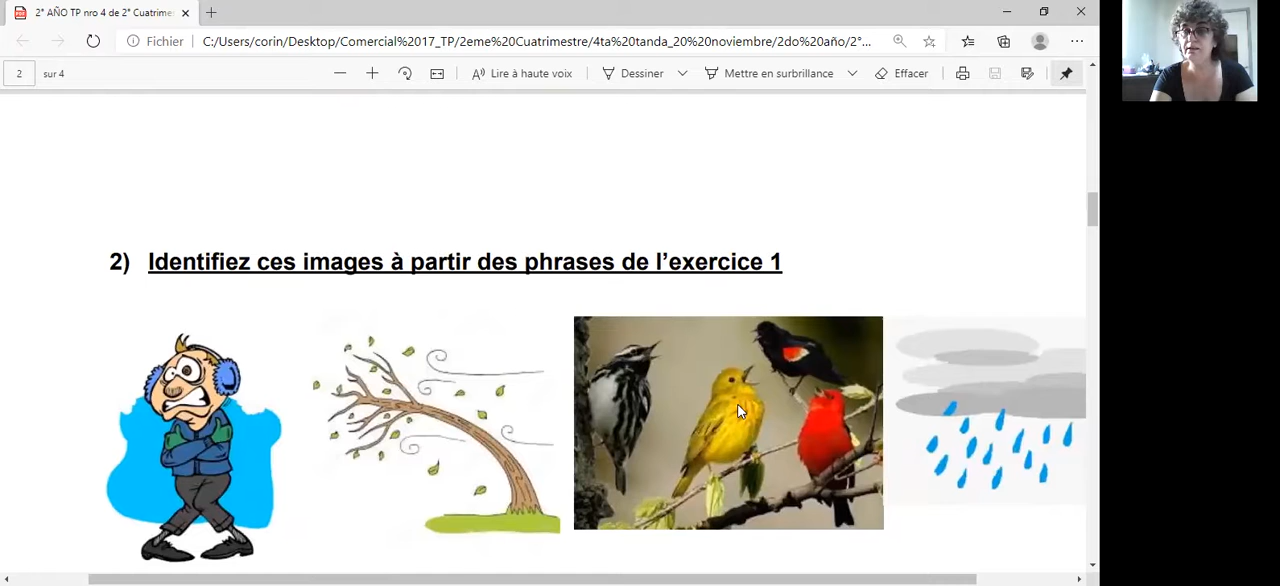 2° AÑO TP nro 4 de 2° Cuatrime
Fichier
C:/Users/corin/Desktop/Comercial%2017_TP/2eme%20Cuatrimestre/4ta%20tanda_20%20noviembre/2do%20año/2°...
2 sur 4
Lire à haute voix
Dessiner
Mettre en surbrillance
Effacer
2) Identifiez ces images à partir des phrases de l'exercice 1